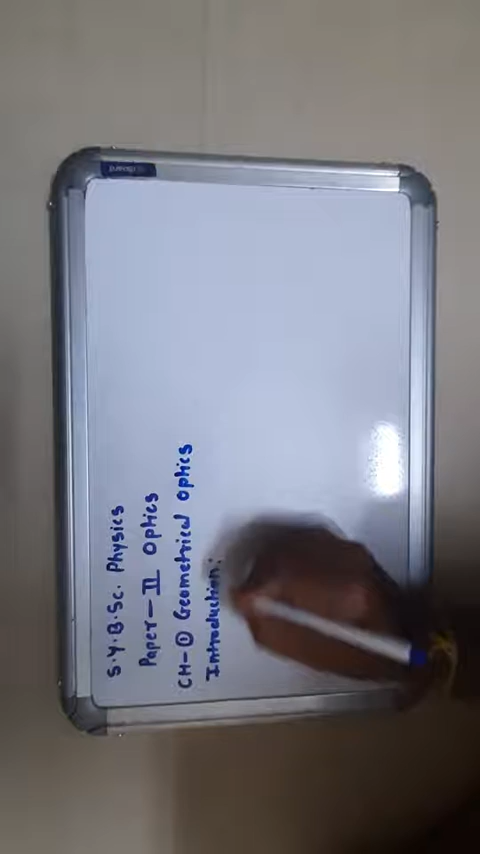 S.Y.B.Sc. Physics
Paper-II Optics
CH-① Geometrical Optics
Introduction: